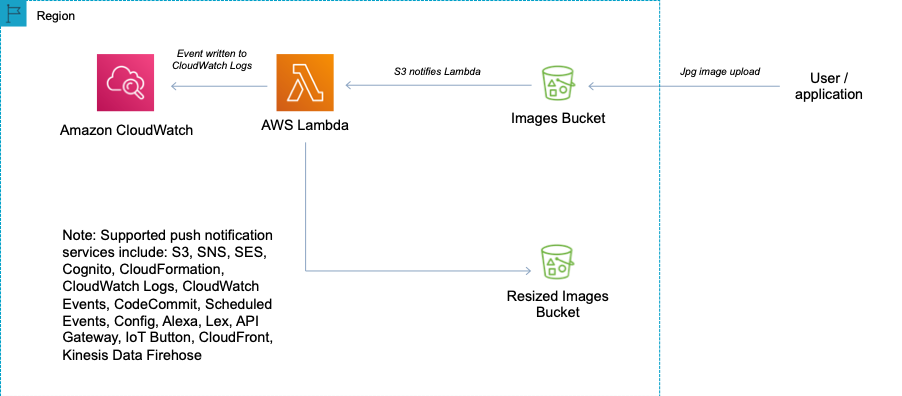 Region
Event written to
CloudWatch Logs
S3 notifies Lambda
Jpg image upload
User /
application
Amazon CloudWatch
AWS Lambda
Images Bucket
Note: Supported push notification
services include: S3, SNS, SES,
Cognito, CloudFormation,
CloudWatch Logs, CloudWatch
Events, CodeCommit, Scheduled
Events, Config, Alexa, Lex, API
Gateway, IoT Button, CloudFront,
Kinesis Data Firehose
Resized Images
Bucket